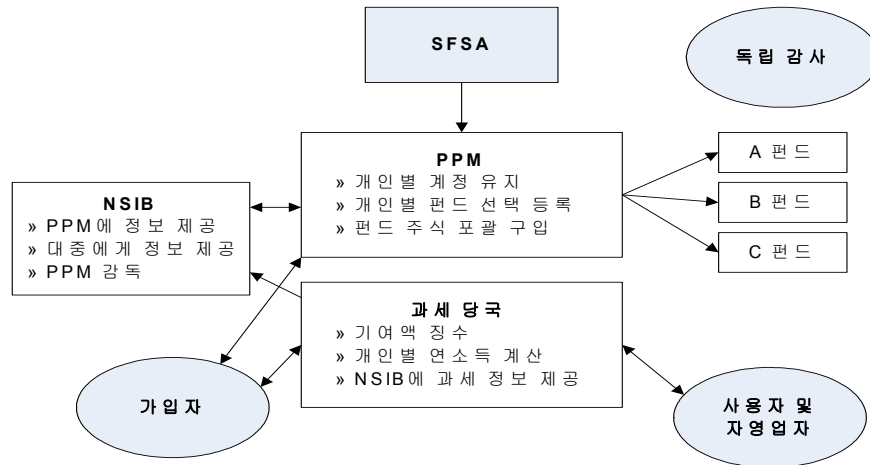 SFSA
독립 감사
PPM
» 개인별 계정 유지
» 개인별 펀드 선택 등록
» 펀드 주식 포괄 구입
A 펀드
B 펀드
C 펀드
NSIB
» PPM에 정보 제공
» 대중에게 정보 제공
» PPM 감독
과세 당국
» 기여액 징수
» 개인별 연소득 계산
» NSIB에 과세 정보 제공
가입자
사용자 및
자영업자